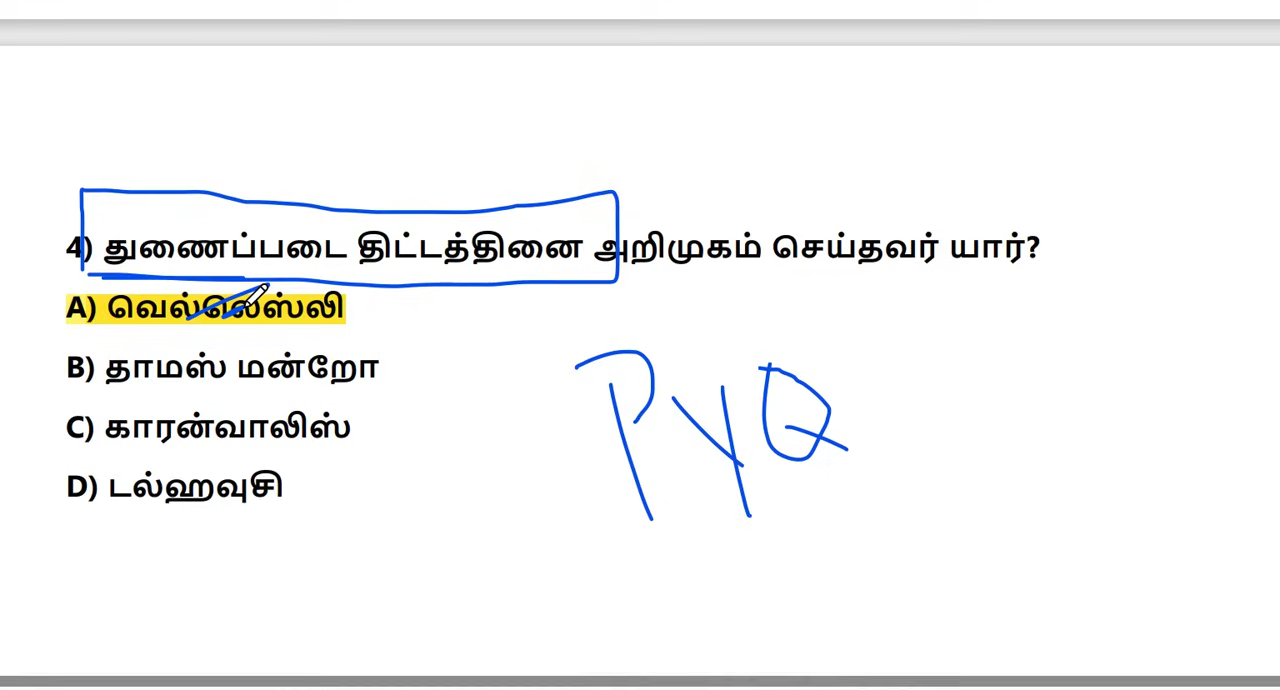 4) துணைப்படை திட்டத்தினை அறிமுகம் செய்தவர் யார்?
A) வெல்லெஸ்லி
B) தாமஸ் மன்றோ
C) காரன்வாலிஸ்
D) டல்ஹவுசி
PYQ